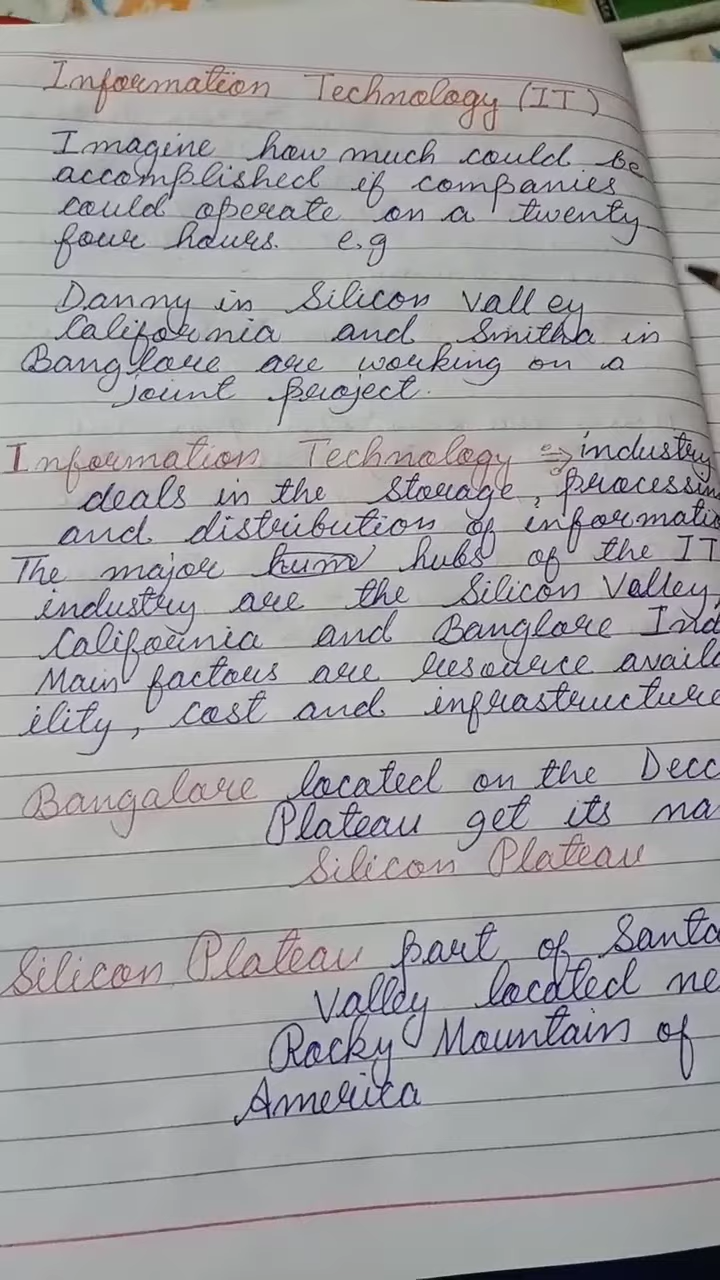 Information Technology (IT)
Imagine how much could be
accomplished if companies
could operate on a twenty
four hours. e.g
Danny in Silicon Valley
California and Smitha in
Banglore are working on a
joint project.
Information Technology ⇒ industry
deals in the storage, processin
and distribution of informatio
The major hubs of the IT
industry are the Silicon Valley,
California and Banglore Ind
Main factors are resource avail
ility, cost and infrastructure
Bangalore located on the Decc
Plateau get its na
Silicon Plateau
Silicon Plateau part of Santa
Valley located ne
Rocky Mountain of
America